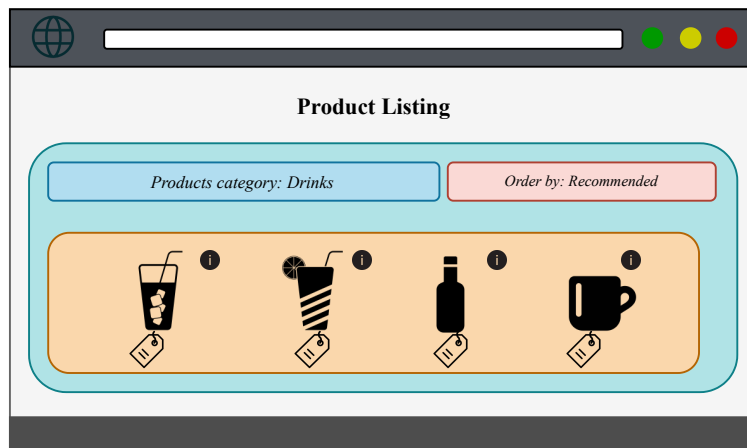 Product Listing
Products category: Drinks
Order by: Recommended
i
i
i
i